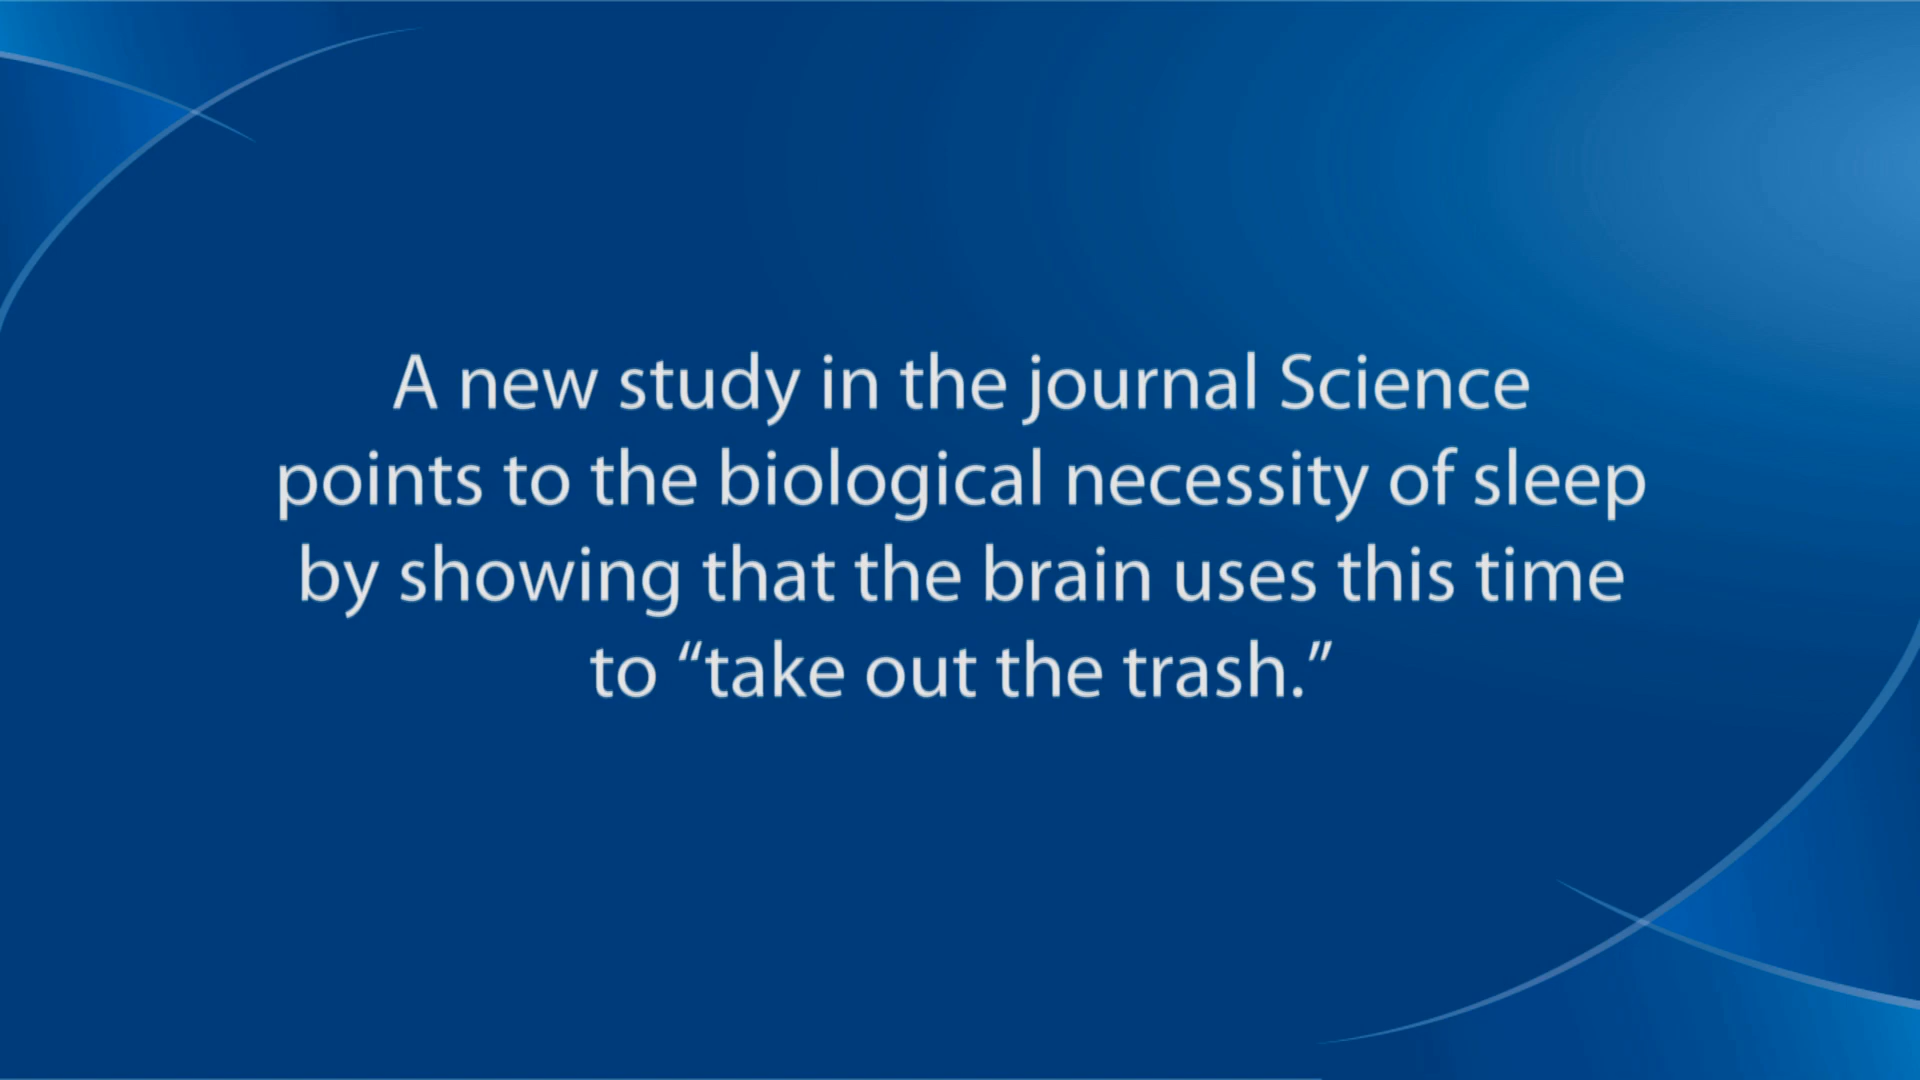 A new study in the journal Science
points to the biological necessity of sleep
by showing that the brain uses this time
to “take out the trash.”